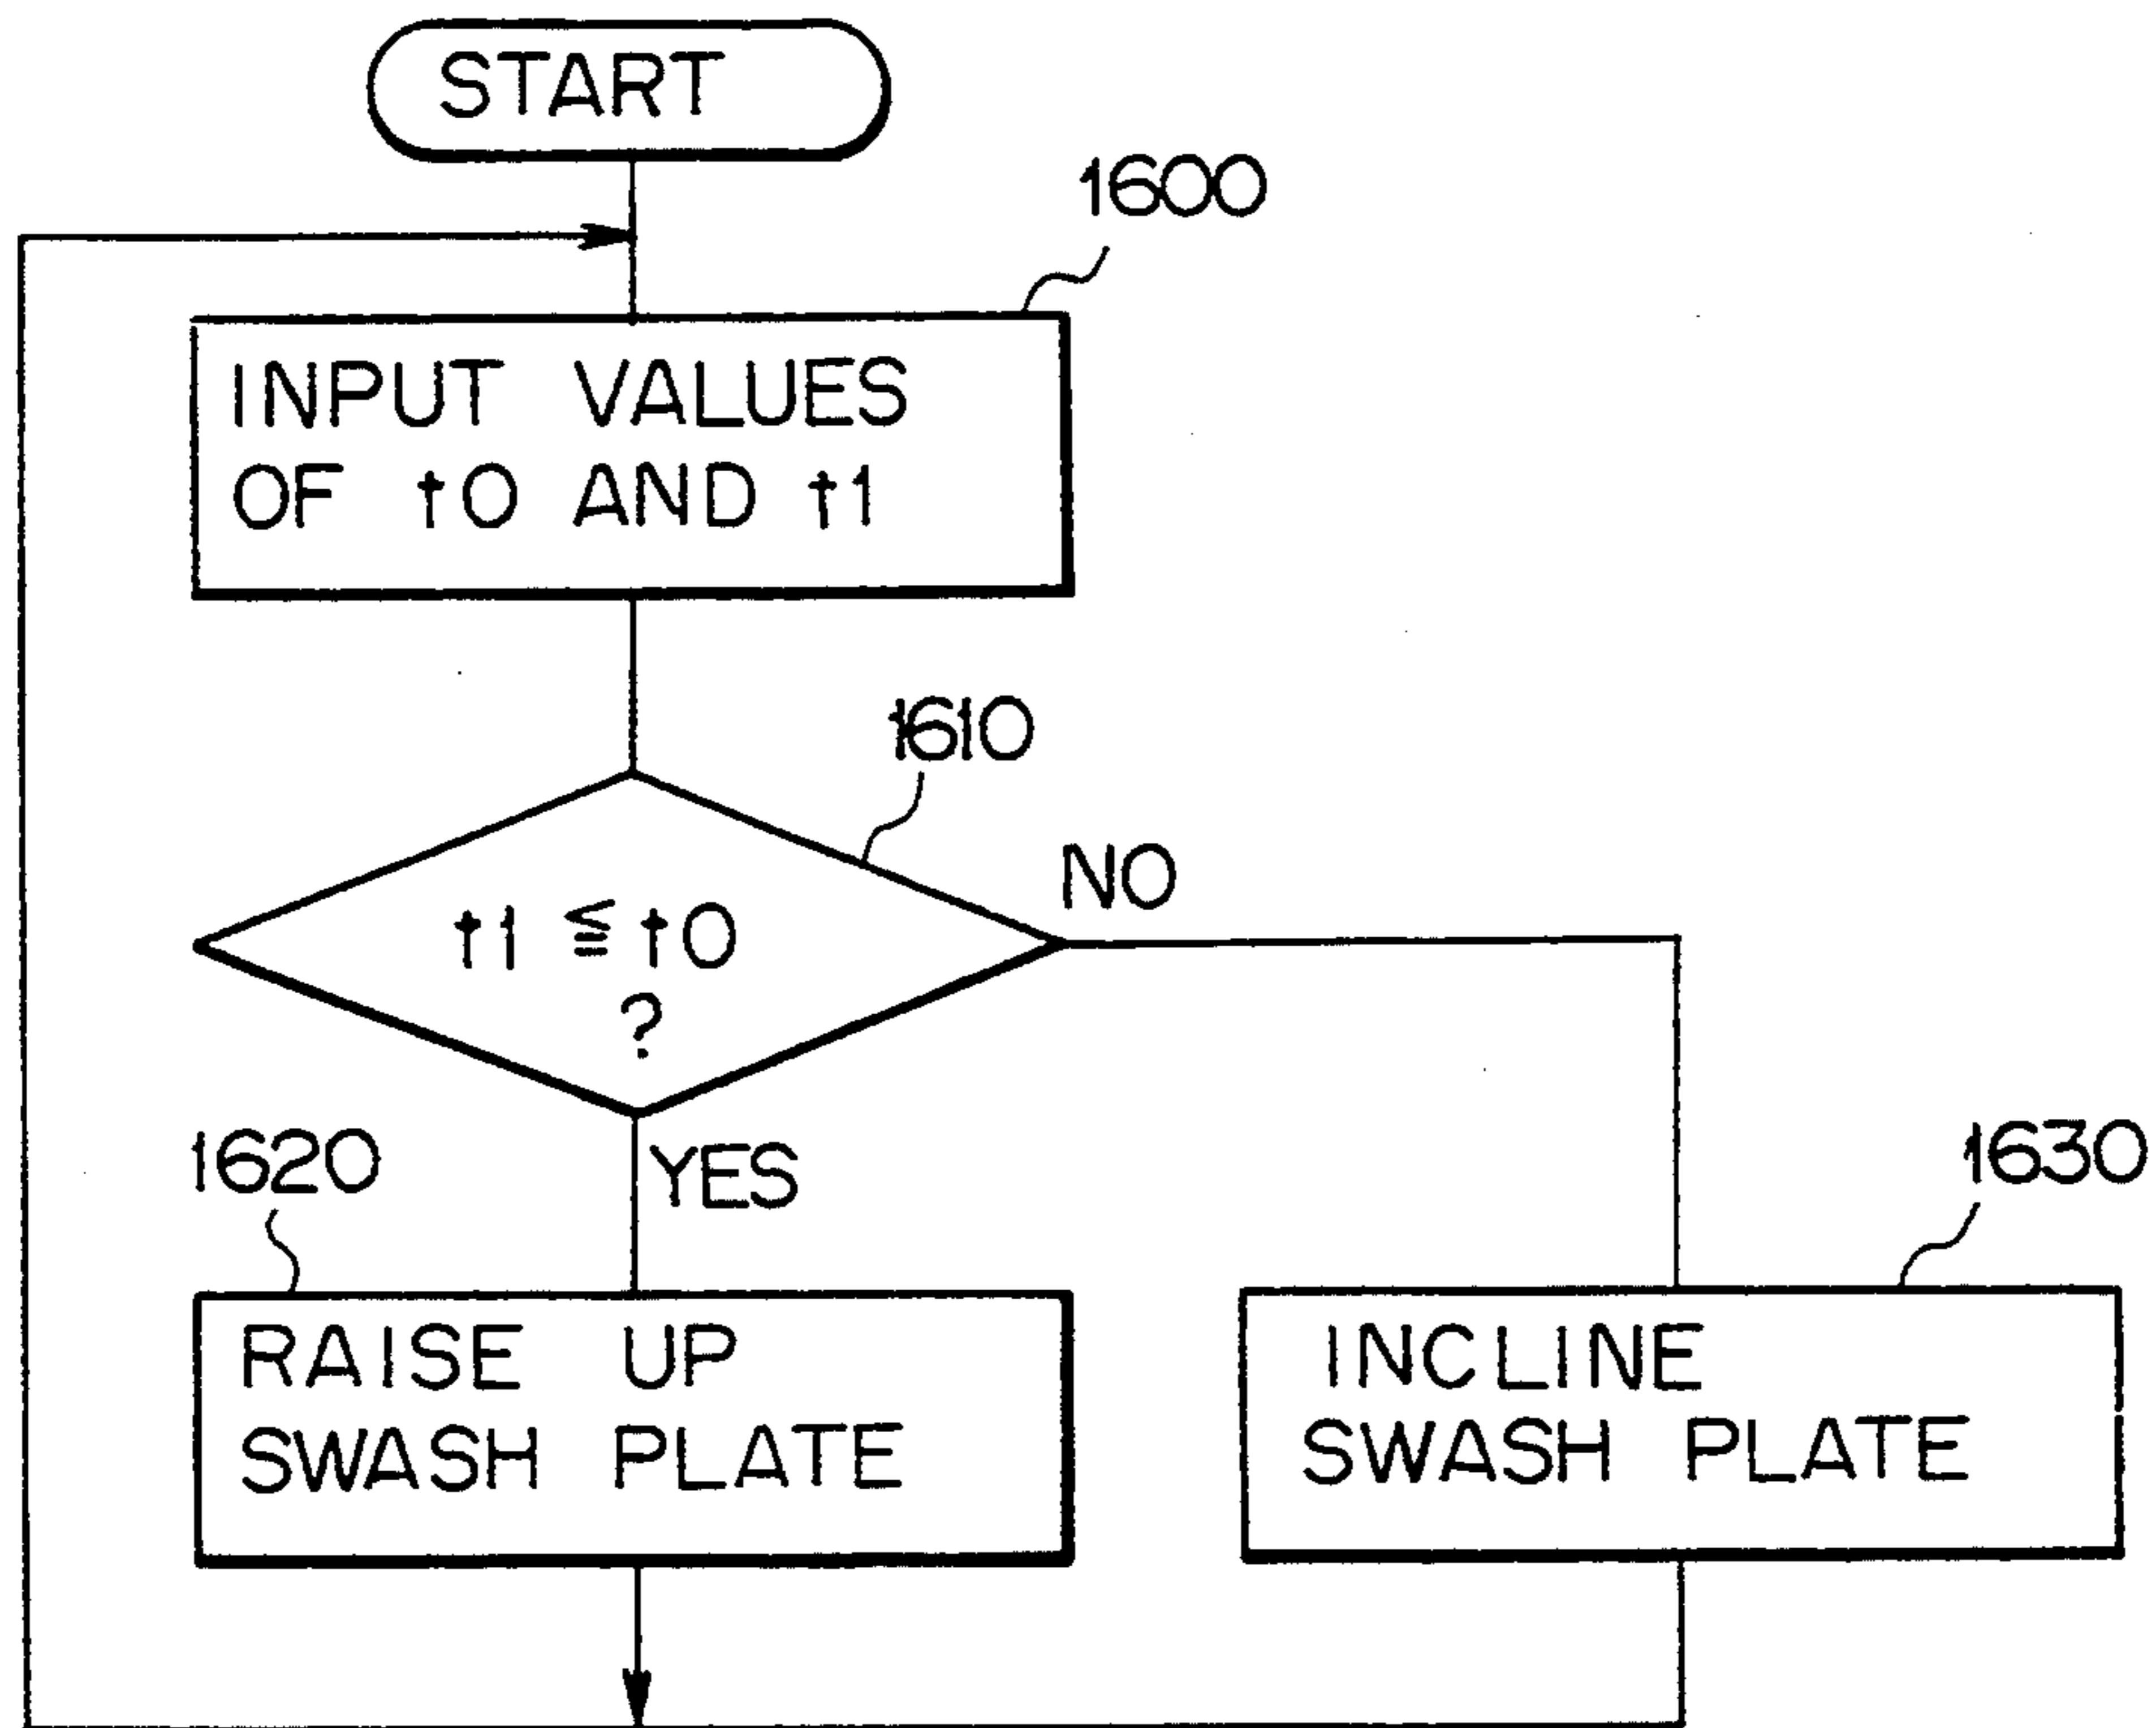 START
1600
INPUT VALUES
OF t0 AND t1
1610
NO
t1 ≦ t0
?
1620
YES
1630
RAISE UP
SWASH PLATE
INCLINE
SWASH PLATE